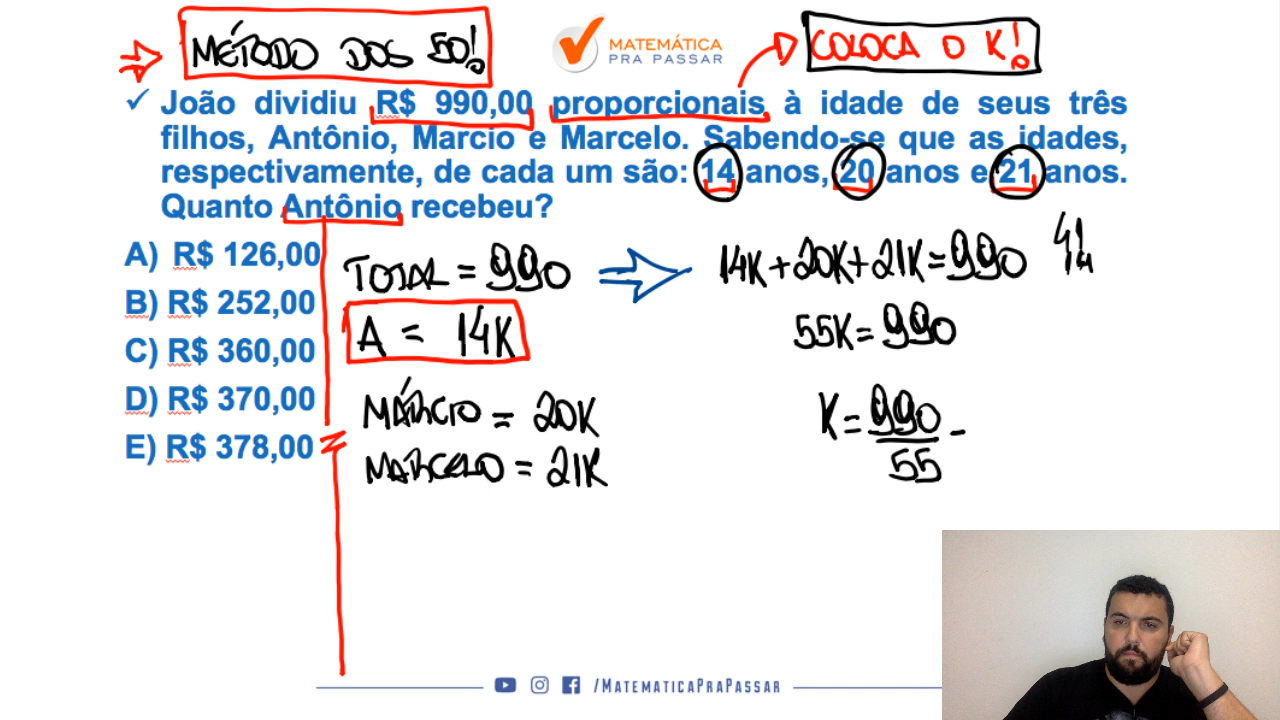 MÉTODO DOS 50!
MATEMÁTICA
PRA PASSAR
COLOCA O K!
João dividiu R$ 990,00 proporcionais à idade de seus três
filhos, Antônio, Marcio e Marcelo. Sabendo-se que as idades,
respectivamente, de cada um são: 14 anos, 20 anos e 21 anos.
Quanto Antônio recebeu?
A) R$ 126,00
B) R$ 252,00
C) R$ 360,00
D) R$ 370,00
E) R$ 378,00
TOTAL = 990
A = 14K
MÁRCIO = 20K
MARCELO = 21K
14K+20K+21K=990
55K=990
K=990
55
=
/MATEMATICAPRAPASSAR